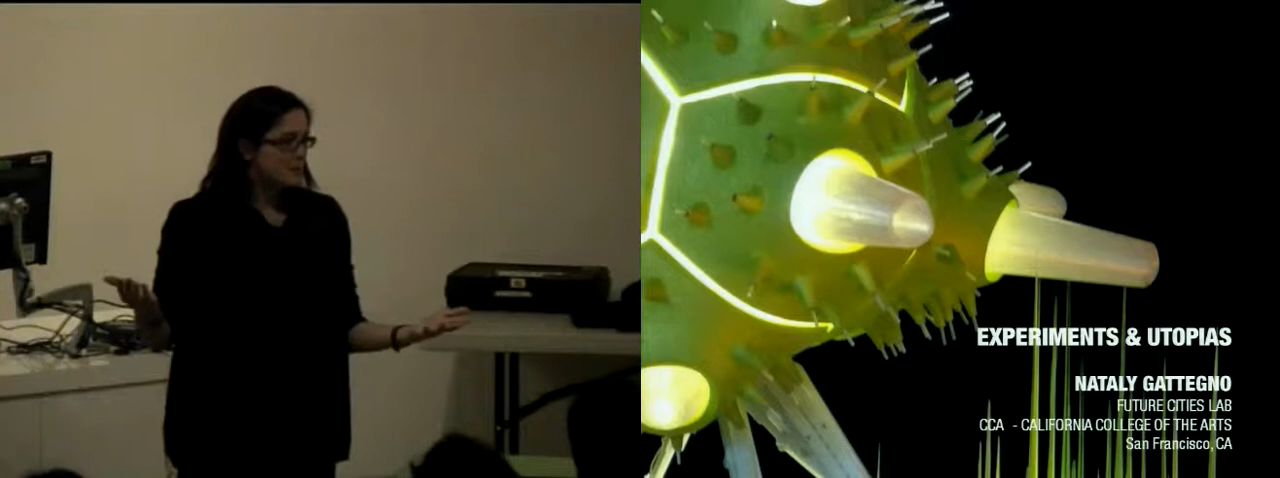 EXPERIMENTS & UTOPIAS
NATALY GATTEGNO
FUTURE CITIES LAB
CCA - CALIFORNIA COLLEGE OF THE ARTS
San Francisco, CA